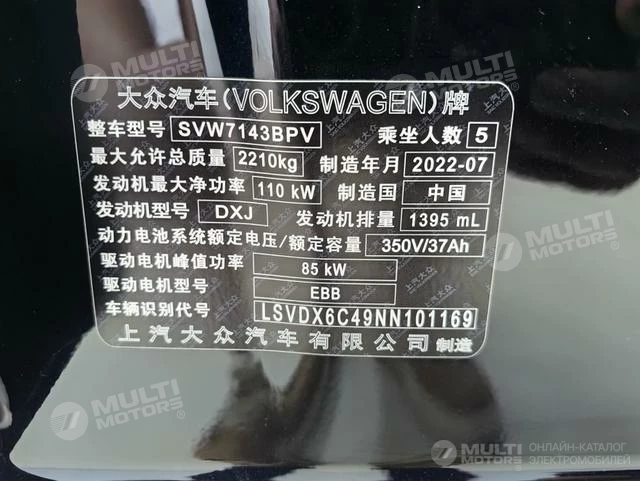 大众汽车(VOLKSWAGEN)牌
整车型号 SVW7143BPV 乘坐人数 5
最大允许总质量 2210kg 制造年月 2022-07
发动机最大净功率 110 kW 制造国 中国
发动机型号 DXJ 发动机排量 1395 mL
动力电池系统额定电压/额定容量 350V/37Ah
驱动电机峰值功率 85 kW
驱动电机型号 EBB
车辆识别代号 LSVDX6C49NN101169
上汽大众汽车有限公司 制造
MULTI MOTORS
MULTI MOTORS
MULTI MOTORS
MULTI MOTORS
MULTI MOTORS ОНЛАЙН-КАТАЛОГ ЭЛЕКТРОМОБИЛЕЙ